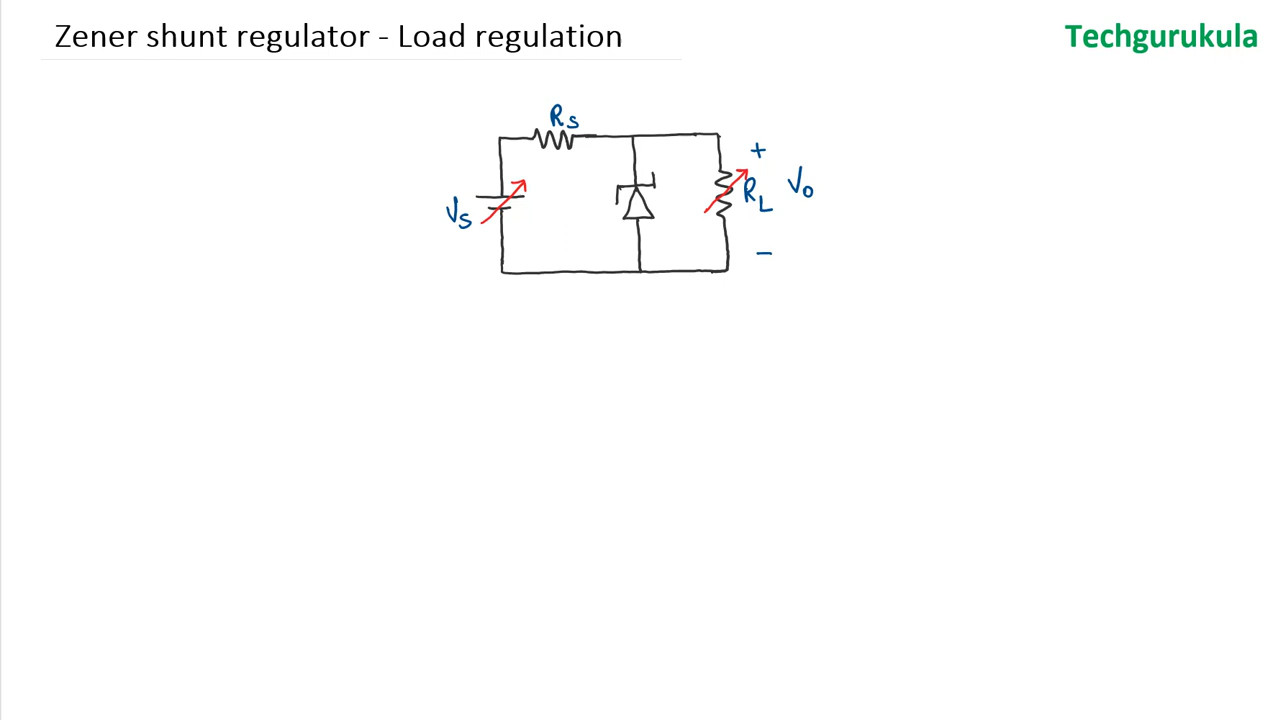 Zener shunt regulator - Load regulation
Techgurukula
Rs
+
Vs
RL
Vo
-